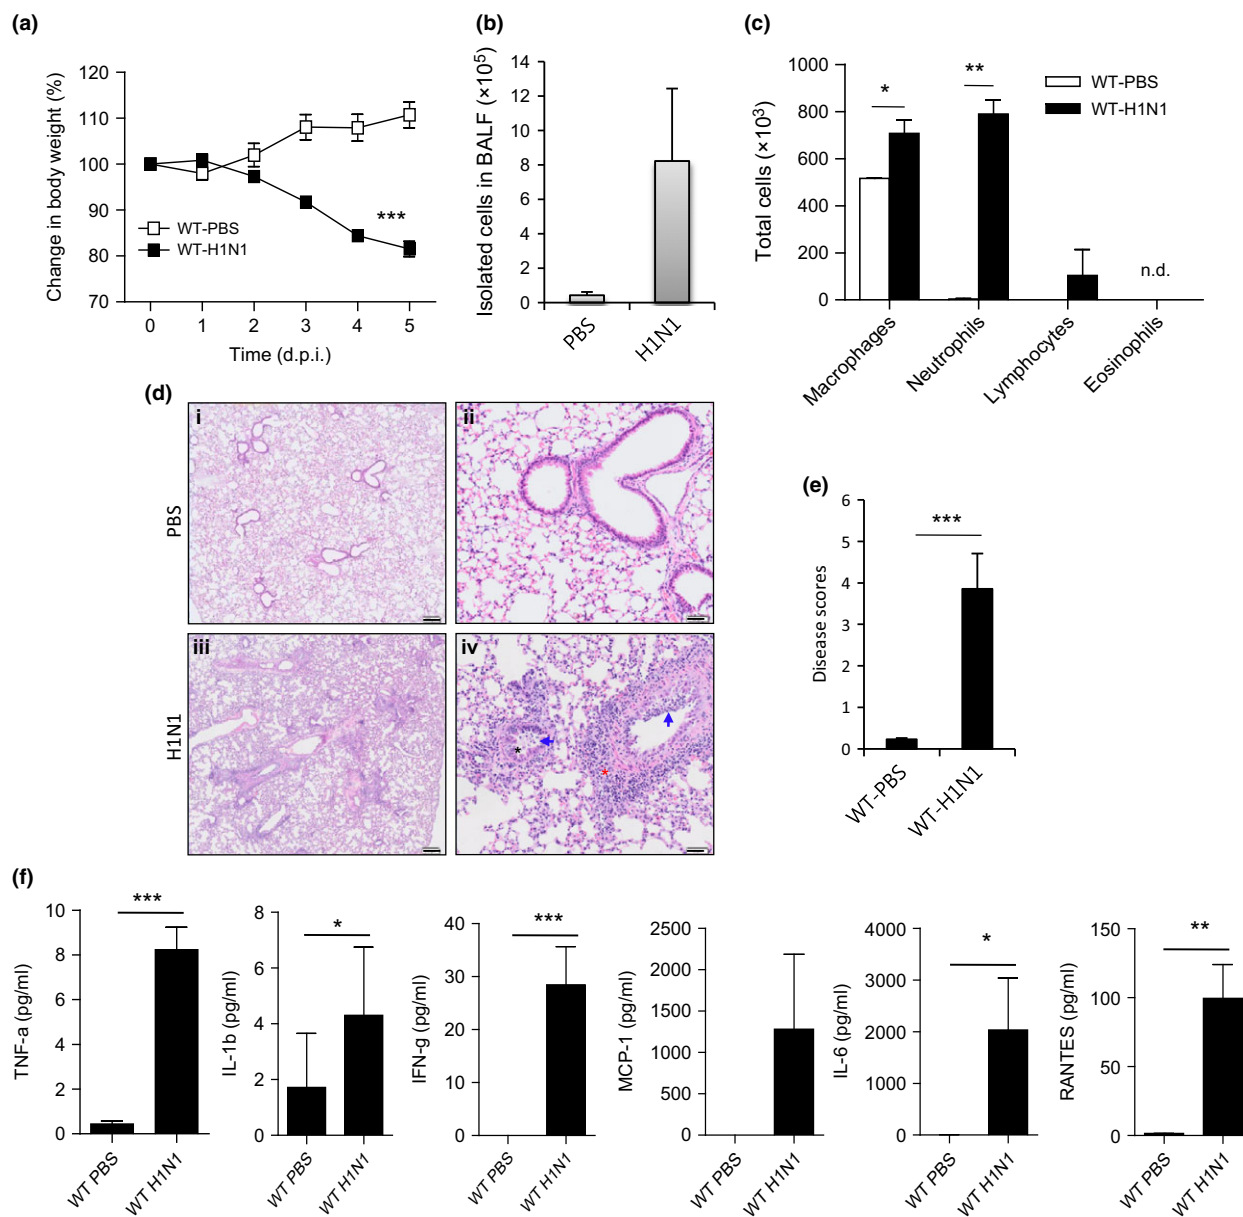 (a)
Change in body weight (%)
120
110
100
90
80
70
WT-PBS
WT-H1N1
***
0 1 2 3 4 5
Time (d.p.i.)
(b)
Isolated cells in BALF (×10⁵)
14
12
10
8
6
4
2
0
PBS
H1N1
(c)
Total cells (×10³)
1000
800
600
400
200
0
*
**
WT-PBS
WT-H1N1
n.d.
Macrophages
Neutrophils
Lymphocytes
Eosinophils
(d)
PBS
H1N1
i
ii
iii
iv
*
*
(e)
Disease scores
6
5
4
3
2
1
0
***
WT-PBS
WT-H1N1
(f)
TNF-a (pg/ml)
10
8
6
4
2
0
***
WT PBS
WT H1N1
IL-1b (pg/ml)
8
6
4
2
0
*
WT PBS
WT H1N1
IFN-g (pg/ml)
40
30
20
10
0
***
WT PBS
WT H1N1
MCP-1 (pg/ml)
2500
2000
1500
1000
500
0
WT PBS
WT H1N1
IL-6 (pg/ml)
4000
3000
2000
1000
0
*
WT PBS
WT H1N1
RANTES (pg/ml)
150
100
50
0
**
WT PBS
WT H1N1